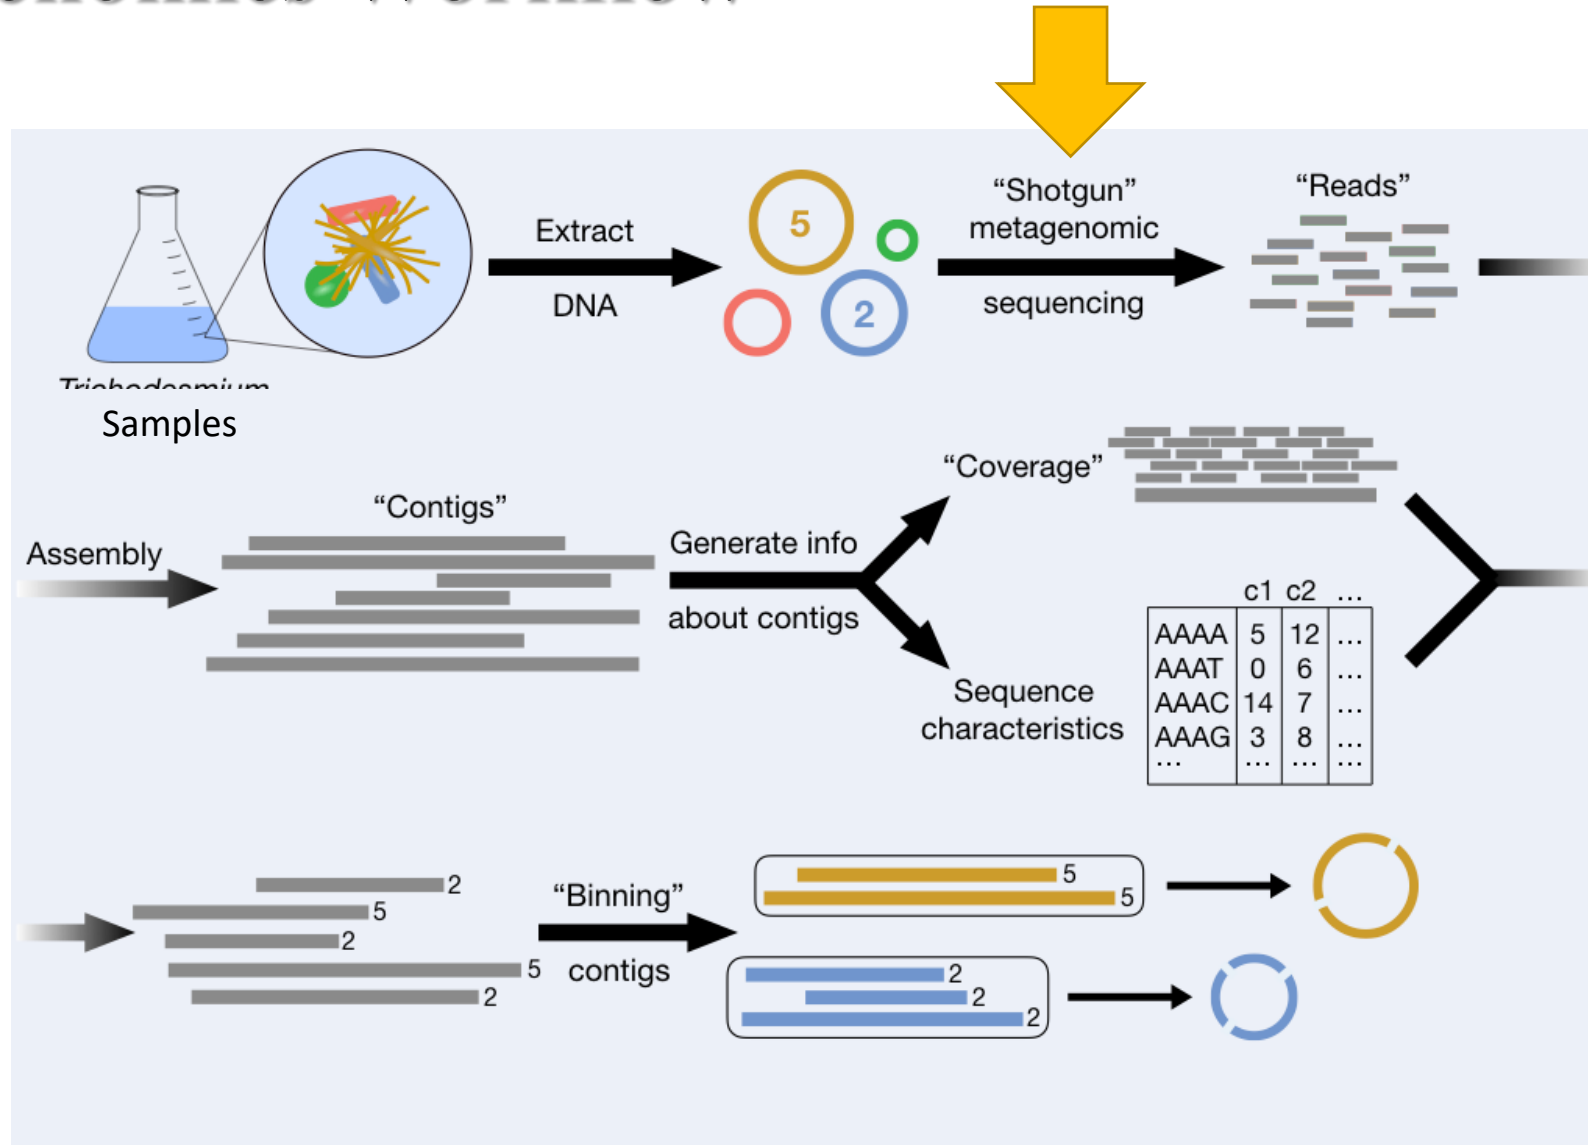 Workflow
5
2
Extract
DNA
“Shotgun”
metagenomic
sequencing
“Reads”
Trichodesmium
Samples
Assembly
“Contigs”
Generate info
about contigs
“Coverage”
Sequence
characteristics
c1 c2 ...
AAAA 5 12 ...
AAAT 0 6 ...
AAAC 14 7 ...
AAAG 3 8 ...
... ... ... ...
2
5
2
5
2
“Binning”
contigs
5
5
2
2
2